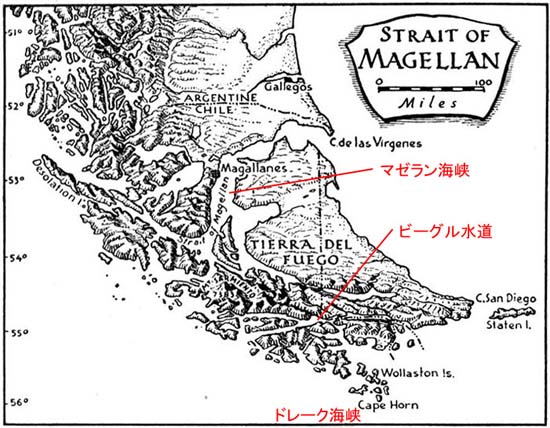 STRAIT OF
MAGELLAN
0 100
Miles
51°
52°
53°
54°
55°
56°
Gallegos
ARGENTINE
CHILE
C. de las Virgenes
Magallanes
マゼラン海峡
Desolation I.
Strait of Magellan
ビーグル水道
TIERRA DEL
FUEGO
C. San Diego
Staten I.
Wollaston Is.
Cape Horn
ドレーク海峡